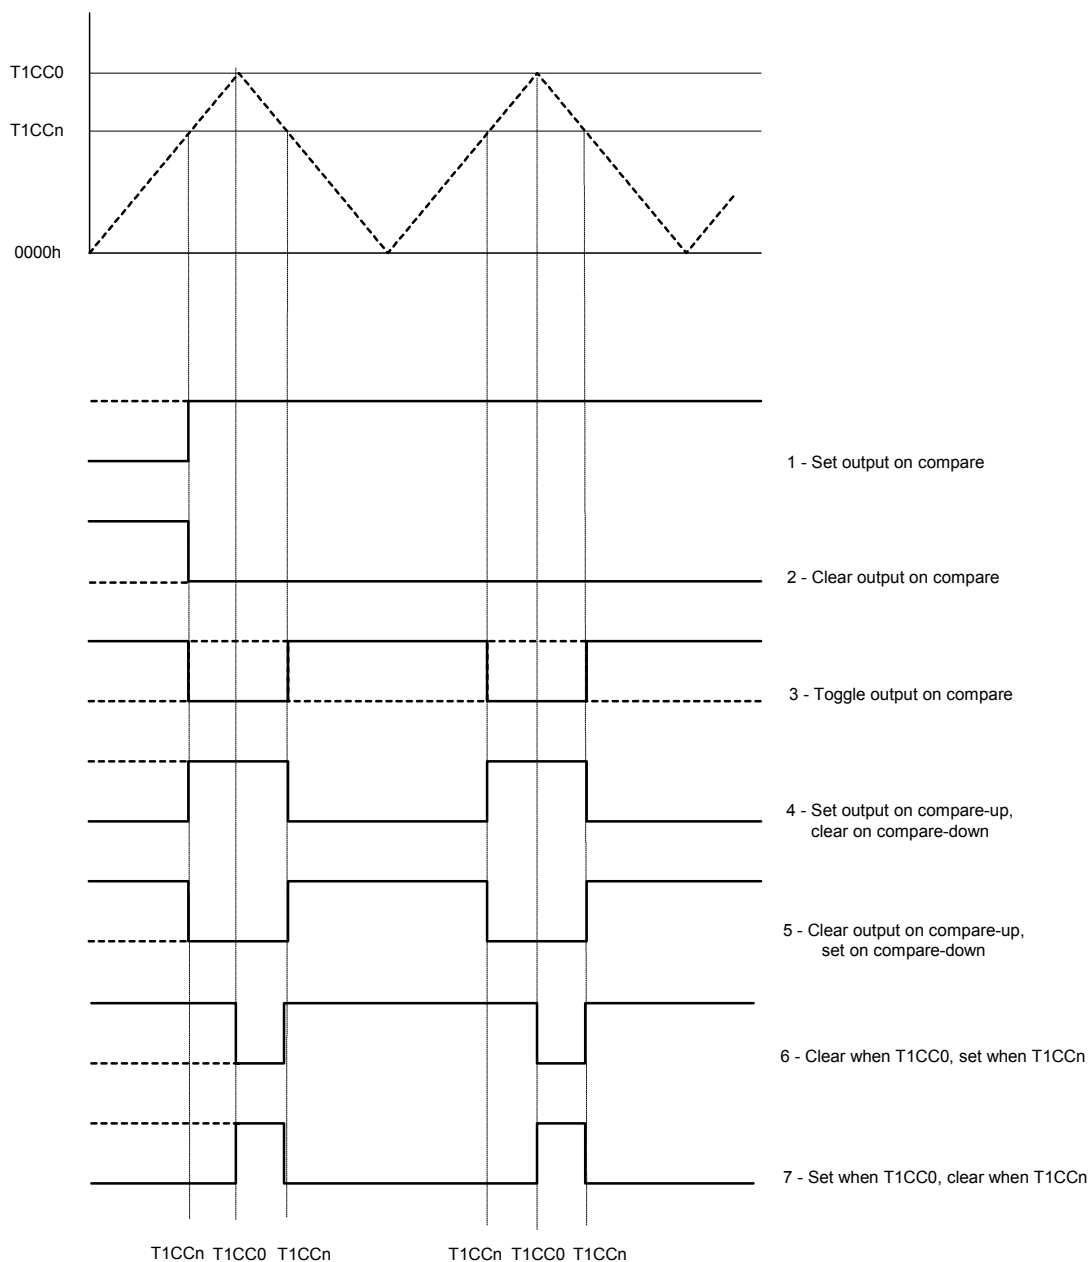 T1CC0
T1CCn
0000h
1 - Set output on compare
2 - Clear output on compare
3 - Toggle output on compare
4 - Set output on compare-up,
clear on compare-down
5 - Clear output on compare-up,
set on compare-down
6 - Clear when T1CC0, set when T1CCn
7 - Set when T1CC0, clear when T1CCn
T1CCn T1CC0 T1CCn T1CCn T1CC0 T1CCn